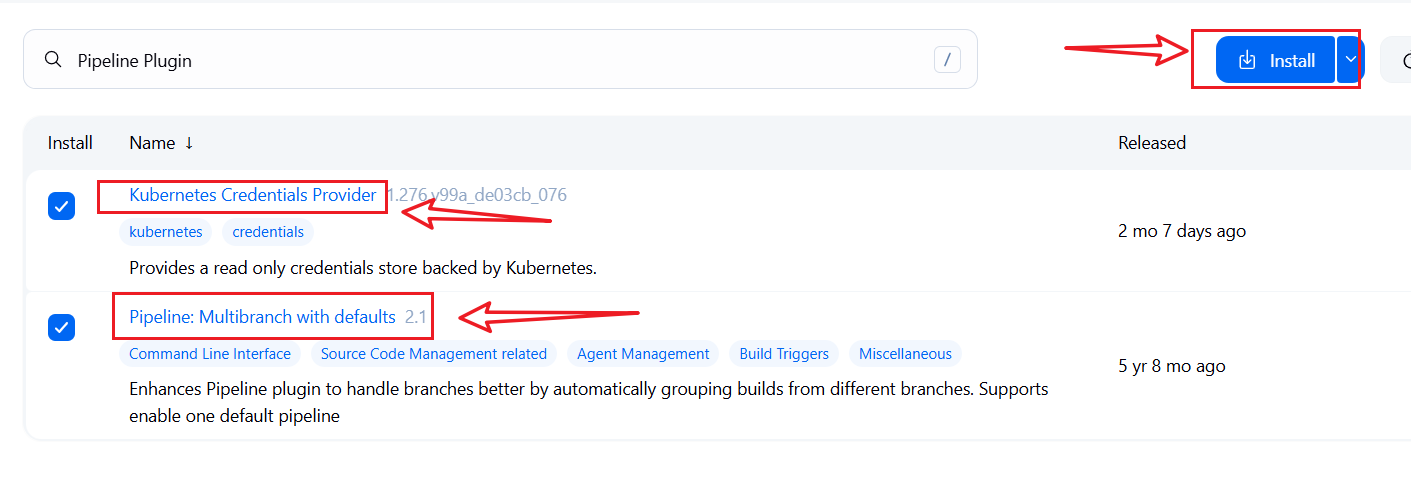 Pipeline Plugin /
Install
Install Name ↓ Released
Kubernetes Credentials Provider 1.276.v99a_de03cb_076
kubernetes credentials
2 mo 7 days ago
Provides a read only credentials store backed by Kubernetes.
Pipeline: Multibranch with defaults 2.1
Command Line Interface Source Code Management related Agent Management Build Triggers Miscellaneous
5 yr 8 mo ago
Enhances Pipeline plugin to handle branches better by automatically grouping builds from different branches. Supports
enable one default pipeline